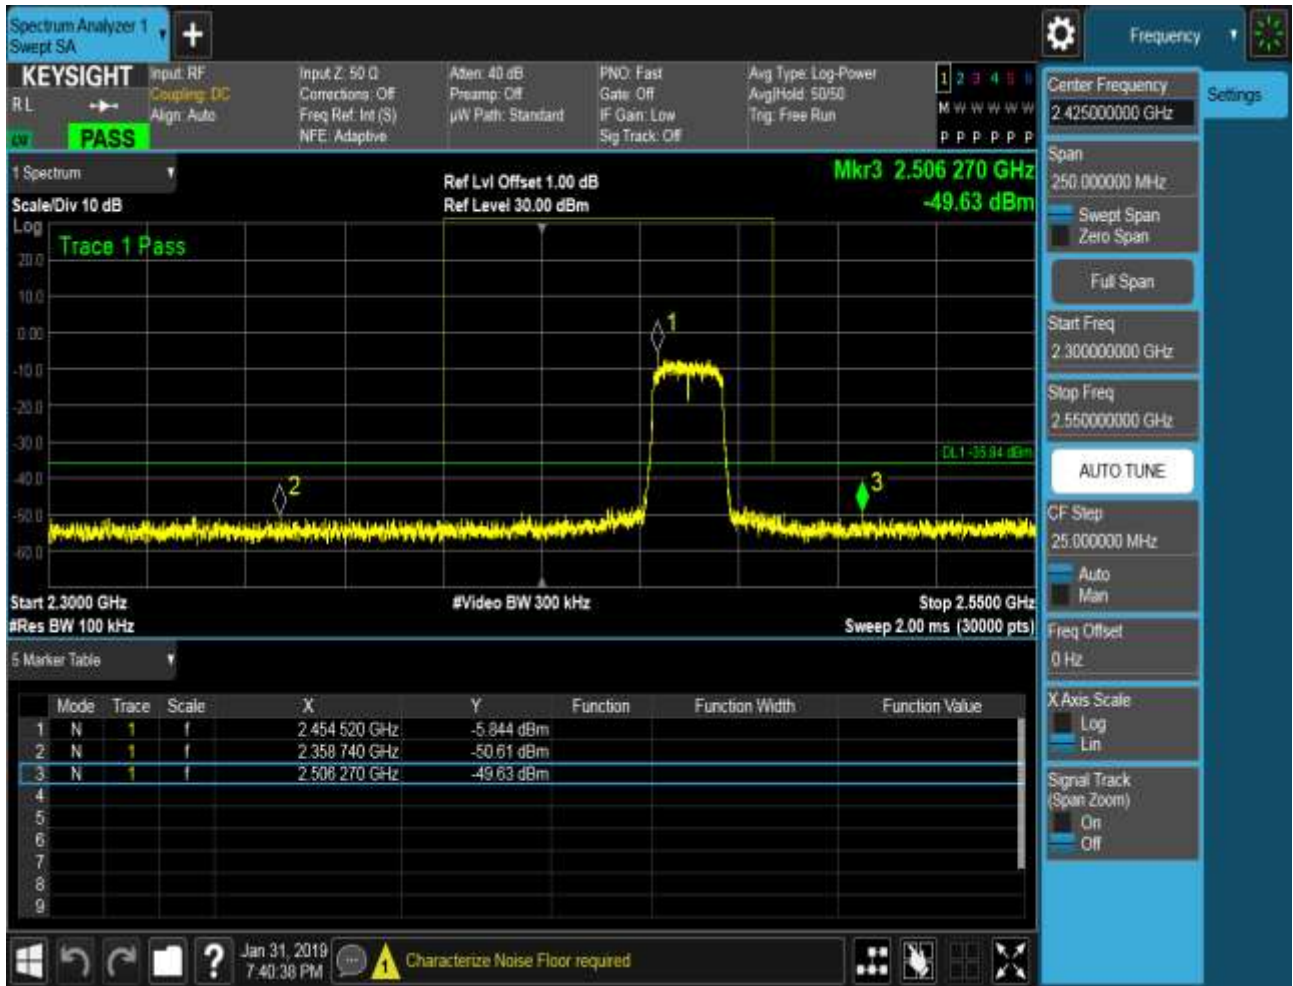 Spectrum Analyzer 1
Swept SA
+
Frequency
KEYSIGHT
R L
PASS
Input: RF
Coupling: DC
Align: Auto
Input Z: 50 Ω
Corrections: Off
Freq Ref: Int (S)
NFE: Adaptive
Atten: 40 dB
Preamp: Off
µW Path: Standard
PNO: Fast
Gate: Off
IF Gain: Low
Sig Track: Off
Avg Type: Log-Power
Avg|Hold: 50/50
Trig: Free Run
1 2 3 4 5 6
M W W W W W
P P P P P P
1 Spectrum
Scale/Div 10 dB
Ref Lvl Offset 1.00 dB
Ref Level 30.00 dBm
Mkr3 2.506 270 GHz
-49.63 dBm
Log
Trace 1 Pass
20.0
10.0
0.00
-10.0
-20.0
-30.0
-40.0
-50.0
-60.0
1
2
3
DL1 -35.84 dBm
Start 2.3000 GHz
#Video BW 300 kHz
Stop 2.5500 GHz
#Res BW 100 kHz
Sweep 2.00 ms (30000 pts)
5 Marker Table
Mode Trace Scale X Y Function Function Width Function Value
1 N 1 f 2.454 520 GHz -5.844 dBm
2 N 1 f 2.358 740 GHz -50.61 dBm
3 N 1 f 2.506 270 GHz -49.63 dBm
4
5
6
7
8
9
Jan 31, 2019
7:40:38 PM
?
1
Characterize Noise Floor required
Settings
Center Frequency
2.425000000 GHz
Span
250.000000 MHz
Swept Span
Zero Span
Full Span
Start Freq
2.300000000 GHz
Stop Freq
2.550000000 GHz
AUTO TUNE
CF Step
25.000000 MHz
Auto
Man
Freq Offset
0 Hz
X Axis Scale
Log
Lin
Signal Track
(Span Zoom)
On
Off